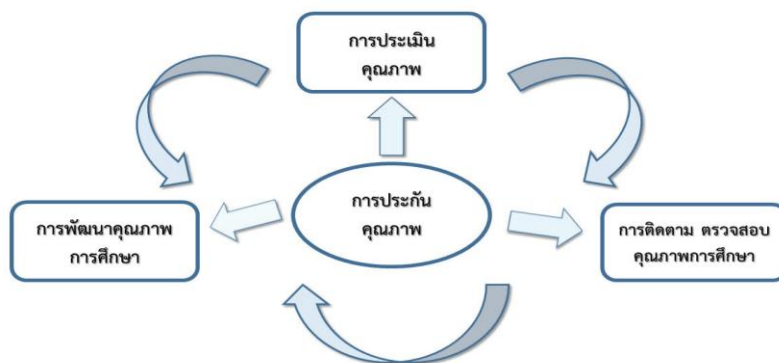 การประเมิน
คุณภาพ
การประกัน
คุณภาพ
การพัฒนาคุณภาพ
การศึกษา
การติดตาม ตรวจสอบ
คุณภาพการศึกษา